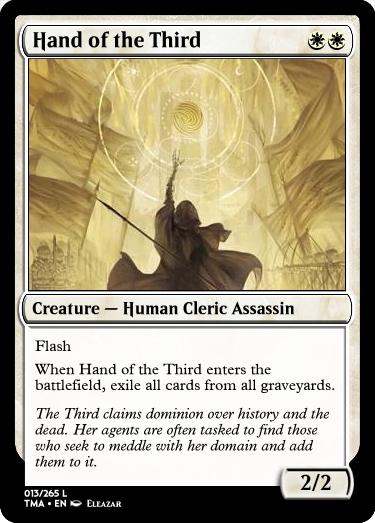 Hand of the Third
Creature — Human Cleric Assassin
Flash
When Hand of the Third enters the
battlefield, exile all cards from all graveyards.
The Third claims dominion over history and the
dead. Her agents are often tasked to find those
who seek to meddle with her domain and add
them to it.
2/2
013/265 L
TMA • EN Eleazar